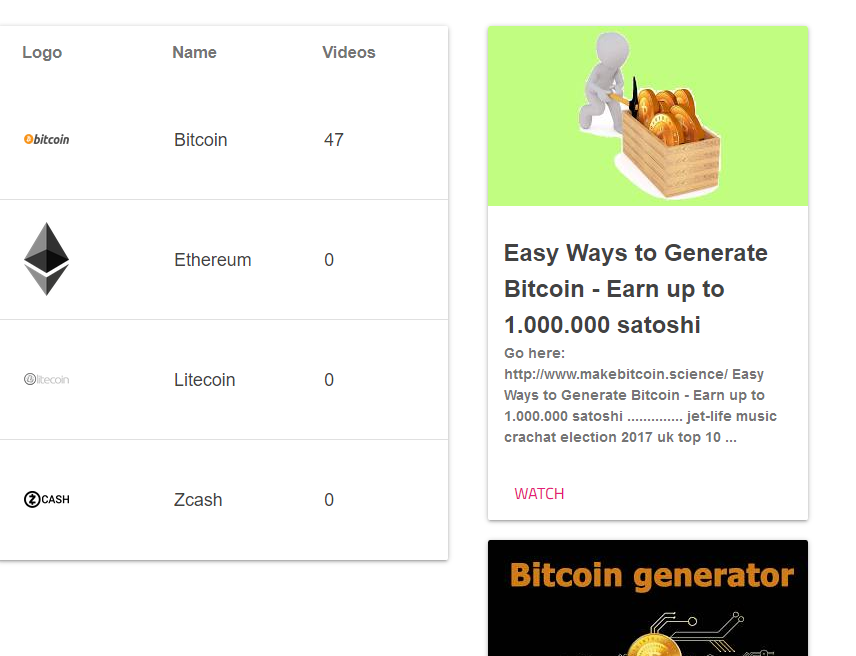 Logo Name Videos
bitcoin Bitcoin 47
Ethereum 0
litecoin Litecoin 0
ZCASH Zcash 0
Easy Ways to Generate
Bitcoin - Earn up to
1.000.000 satoshi
Go here:
http://www.makebitcoin.science/ Easy
Ways to Generate Bitcoin - Earn up to
1.000.000 satoshi .............. jet-life music
crachat election 2017 uk top 10 ...
WATCH
Bitcoin generator